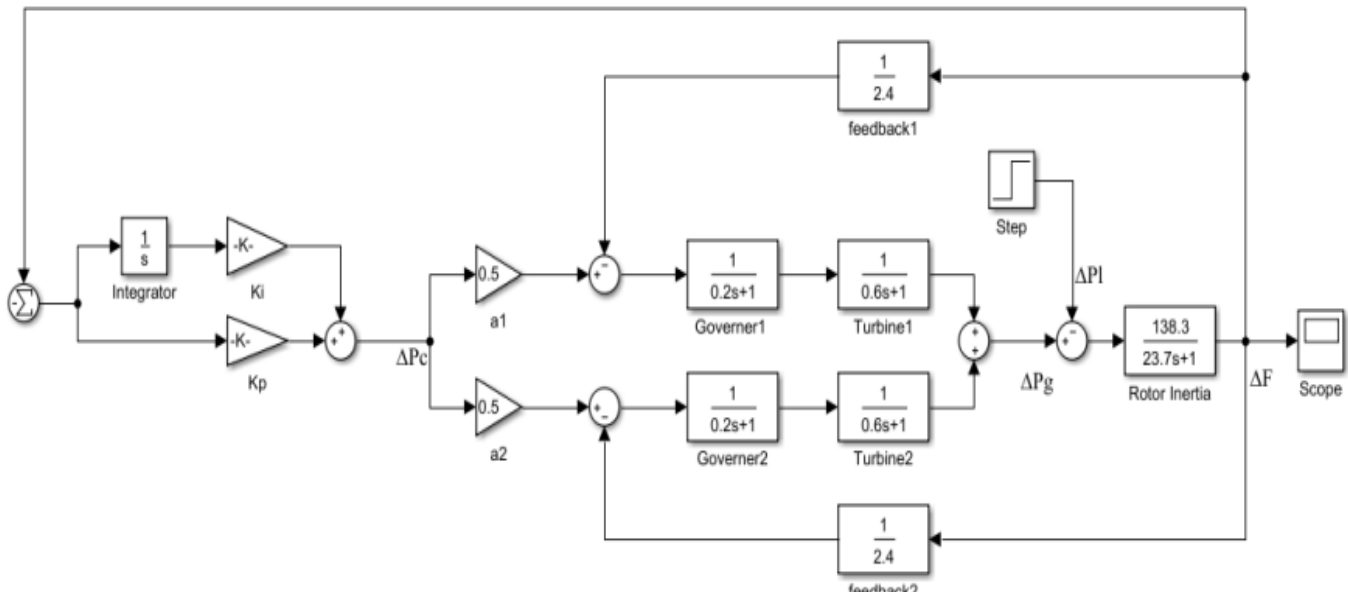 1
2.4
feedback1
Step
1
s
Integrator
-K-
Ki
-K-
Kp
ΔPc
0.5
a1
0.5
a2
1
0.2s+1
Governer1
1
0.6s+1
Turbine1
1
0.2s+1
Governer2
1
0.6s+1
Turbine2
ΔPg
ΔPl
138.3
23.7s+1
Rotor Inertia
ΔF
Scope
1
2.4
feedback2